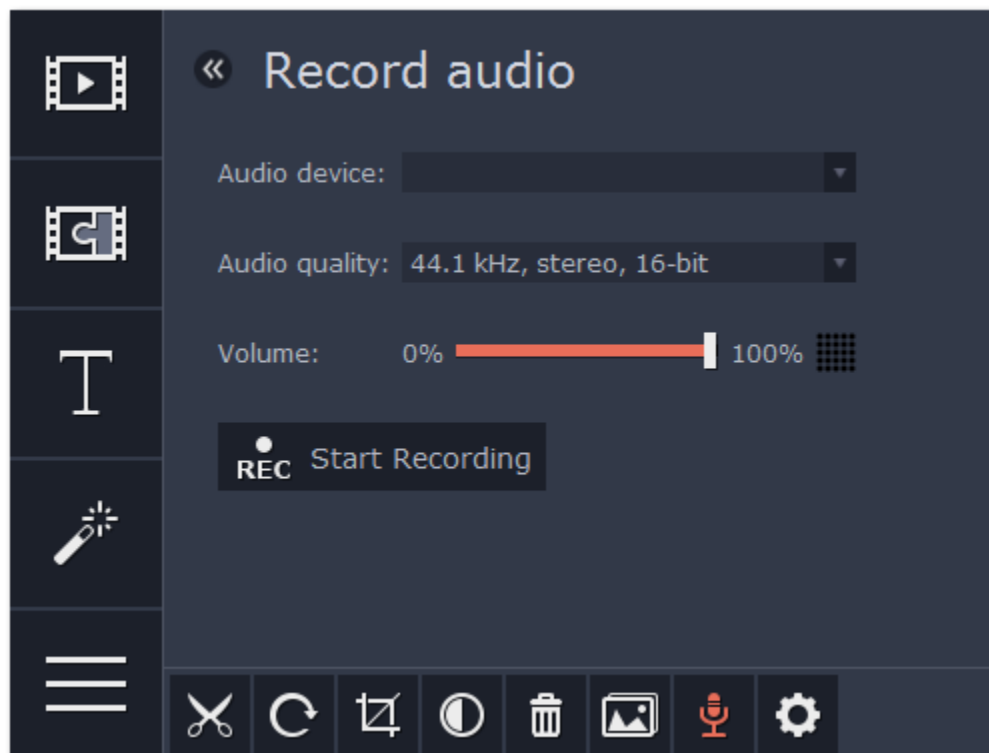 Record audio
Audio device:
Audio quality: 44.1 kHz, stereo, 16-bit
Volume: 0% 100%
REC Start Recording